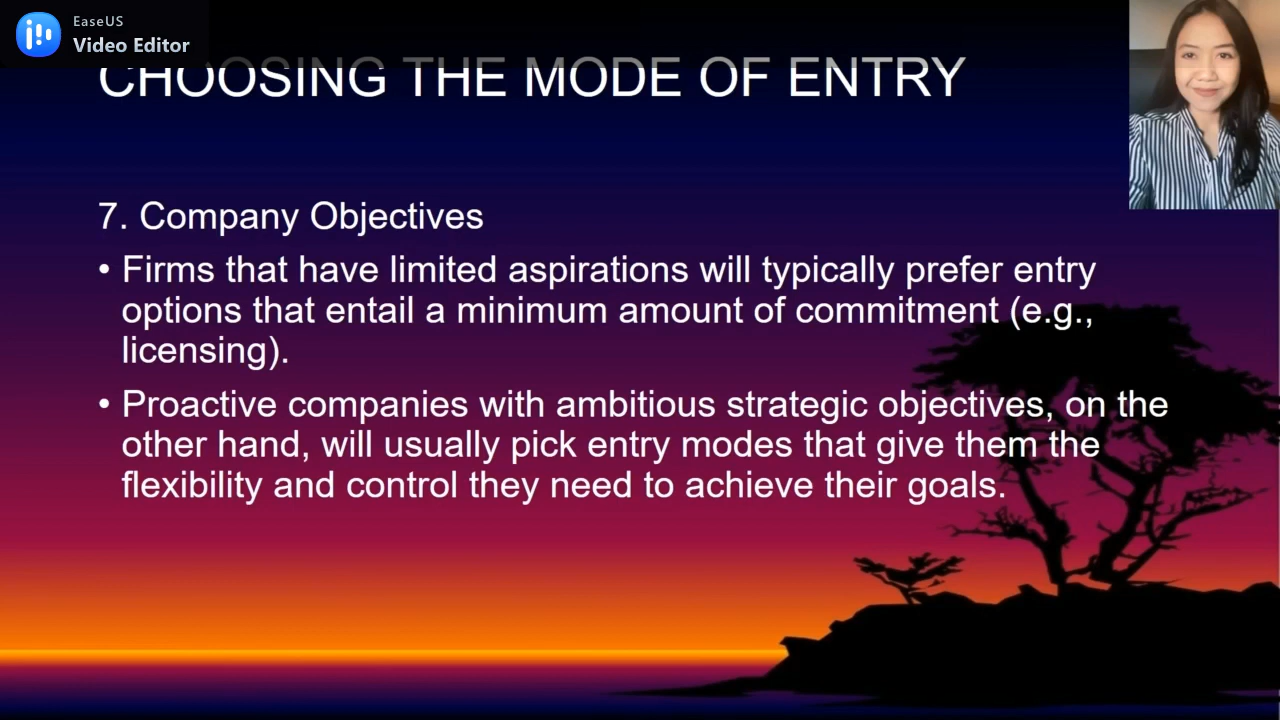 EaseUS
Video Editor
CHOOSING THE MODE OF ENTRY
7. Company Objectives
• Firms that have limited aspirations will typically prefer entry
options that entail a minimum amount of commitment (e.g.,
licensing).
• Proactive companies with ambitious strategic objectives, on the
other hand, will usually pick entry modes that give them the
flexibility and control they need to achieve their goals.